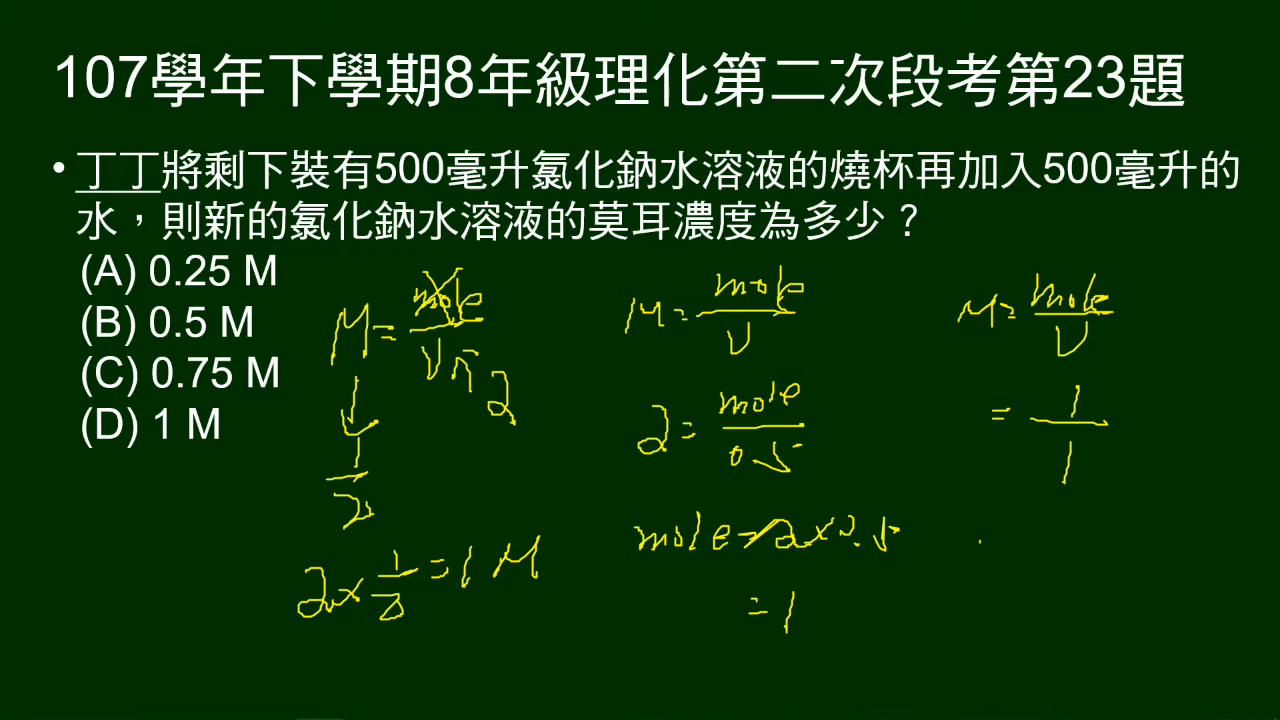 107學年下學期8年級理化第二次段考第23題
• 丁丁將剩下裝有500毫升氯化鈉水溶液的燒杯再加入500毫升的
水，則新的氯化鈉水溶液的莫耳濃度為多少？
(A) 0.25 M
(B) 0.5 M
(C) 0.75 M
(D) 1 M
M = mole / V
↓
1/2
2 × 1/2 = 1 M
M = mole / V
2 = mole / 0.5
mole = 2 × 0.5
= 1
M = mole / V
= 1 / 1